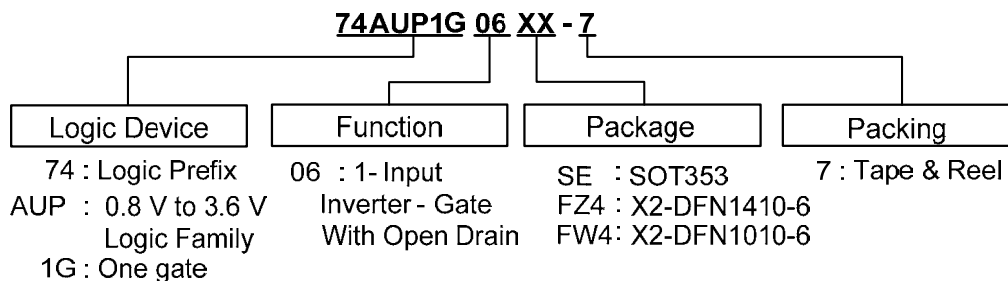 74AUP1G 06 XX - 7
Logic Device
74 : Logic Prefix
AUP : 0.8 V to 3.6 V
Logic Family
1G : One gate
Function
06 : 1- Input
Inverter - Gate
With Open Drain
Package
SE : SOT353
FZ4 : X2-DFN1410-6
FW4: X2-DFN1010-6
Packing
7 : Tape & Reel